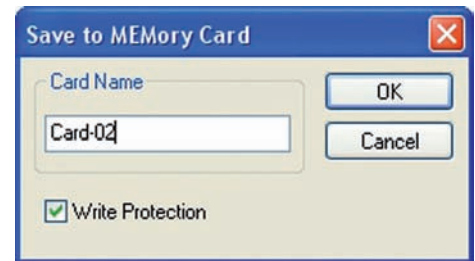 Save to MEMory Card
Card Name
OK
Card-02
Cancel
Write Protection